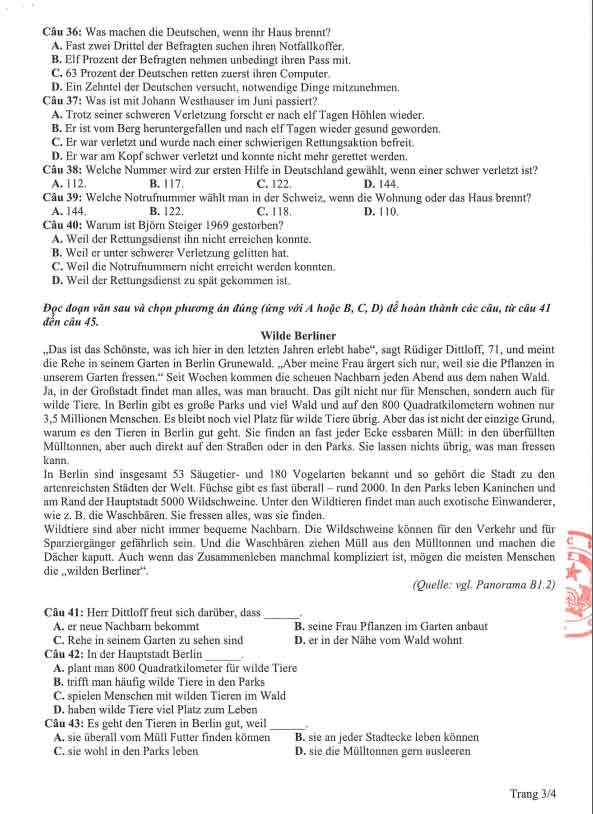 Câu 36: Was machen die Deutschen, wenn ihr Haus brennt?
A. Fast zwei Drittel der Befragten suchen ihren Notfallkoffer.
B. Elf Prozent der Befragten nehmen unbedingt ihren Pass mit.
C. 63 Prozent der Deutschen retten zuerst ihren Computer.
D. Ein Zehntel der Deutschen versucht, notwendige Dinge mitzunehmen.
Câu 37: Was ist mit Johann Westhauser im Juni passiert?
A. Trotz seiner schweren Verletzung forscht er nach elf Tagen Höhlen wieder.
B. Er ist vom Berg heruntergefallen und nach elf Tagen wieder gesund geworden.
C. Er war verletzt und wurde nach einer schwierigen Rettungsaktion befreit.
D. Er war am Kopf schwer verletzt und konnte nicht mehr gerettet werden.
Câu 38: Welche Nummer wird zur ersten Hilfe in Deutschland gewählt, wenn einer schwer verletzt ist?
A. 112. B. 117. C. 122. D. 144.
Câu 39: Welche Notrufnummer wählt man in der Schweiz, wenn die Wohnung oder das Haus brennt?
A. 144. B. 122. C. 118. D. 110.
Câu 40: Warum ist Björn Steiger 1969 gestorben?
A. Weil der Rettungsdienst ihn nicht erreichen konnte.
B. Weil er unter schwerer Verletzung gelitten hat.
C. Weil die Notrufnummern nicht erreicht werden konnten.
D. Weil der Rettungsdienst zu spät gekommen ist.
Đọc đoạn văn sau và chọn phương án đúng (ứng với A hoặc B, C, D) để hoàn thành các câu, từ câu 41
đến câu 45.
Wilde Berliner
„Das ist das Schönste, was ich hier in den letzten Jahren erlebt habe“, sagt Rüdiger Dittloff, 71, und meint
die Rehe in seinem Garten in Berlin Grunewald. „Aber meine Frau ärgert sich nur, weil sie die Pflanzen in
unserem Garten fressen.“ Seit Wochen kommen die scheuen Nachbarn jeden Abend aus dem nahen Wald.
Ja, in der Großstadt findet man alles, was man braucht. Das gilt nicht nur für Menschen, sondern auch für
wilde Tiere. In Berlin gibt es große Parks und viel Wald und auf den 800 Quadratkilometern wohnen nur
3,5 Millionen Menschen. Es bleibt noch viel Platz für wilde Tiere übrig. Aber das ist nicht der einzige Grund,
warum es den Tieren in Berlin gut geht. Sie finden an fast jeder Ecke essbaren Müll: in den überfüllten
Mülltonnen, aber auch direkt auf den Straßen oder in den Parks. Sie lassen nichts übrig, was man fressen
kann.
In Berlin sind insgesamt 53 Säugetier- und 180 Vogelarten bekannt und so gehört die Stadt zu den
artenreichsten Städten der Welt. Füchse gibt es fast überall – rund 2000. In den Parks leben Kaninchen und
am Rand der Hauptstadt 5000 Wildschweine. Unter den Wildtieren findet man auch exotische Einwanderer,
wie z. B. die Waschbären. Sie fressen alles, was sie finden.
Wildtiere sind aber nicht immer bequeme Nachbarn. Die Wildschweine können für den Verkehr und für
Sparziergänger gefährlich sein. Und die Waschbären ziehen Müll aus den Mülltonnen und machen die
Dächer kaputt. Auch wenn das Zusammenleben manchmal kompliziert ist, mögen die meisten Menschen
die „wilden Berliner“.
(Quelle: vgl. Panorama B1.2)
Câu 41: Herr Dittloff freut sich darüber, dass ______.
A. er neue Nachbarn bekommt B. seine Frau Pflanzen im Garten anbaut
C. Rehe in seinem Garten zu sehen sind D. er in der Nähe vom Wald wohnt
Câu 42: In der Hauptstadt Berlin ______.
A. plant man 800 Quadratkilometer für wilde Tiere
B. trifft man häufig wilde Tiere in den Parks
C. spielen Menschen mit wilden Tieren im Wald
D. haben wilde Tiere viel Platz zum Leben
Câu 43: Es geht den Tieren in Berlin gut, weil ______.
A. sie überall vom Müll Futter finden können B. sie an jeder Stadtecke leben können
C. sie wohl in den Parks leben D. sie die Mülltonnen gern ausleeren
Trang 3/4